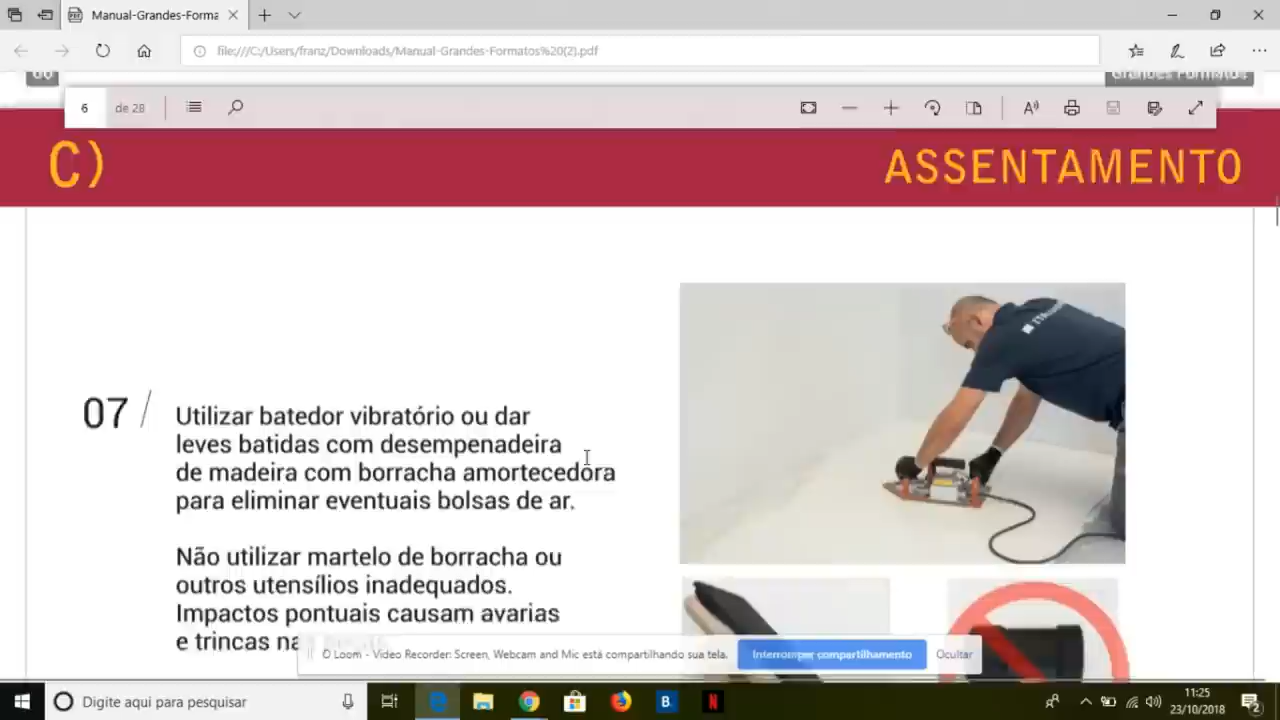 Manual-Grandes-Forma
file:///C:/Users/franz/Downloads/Manual-Grandes-Formatos%20(2).pdf
Grandes Formatos
6 de 28
C) ASSENTAMENTO
07 /
Utilizar batedor vibratório ou dar
leves batidas com desempenadeira
de madeira com borracha amortecedora
para eliminar eventuais bolsas de ar.
Não utilizar martelo de borracha ou
outros utensílios inadequados.
Impactos pontuais causam avarias
e trincas na
O Loom - Video Recorder: Screen, Webcam and Mic está compartilhando sua tela. Interromper compartilhamento Ocultar
Digite aqui para pesquisar
B N
11:25
23/10/2018
2